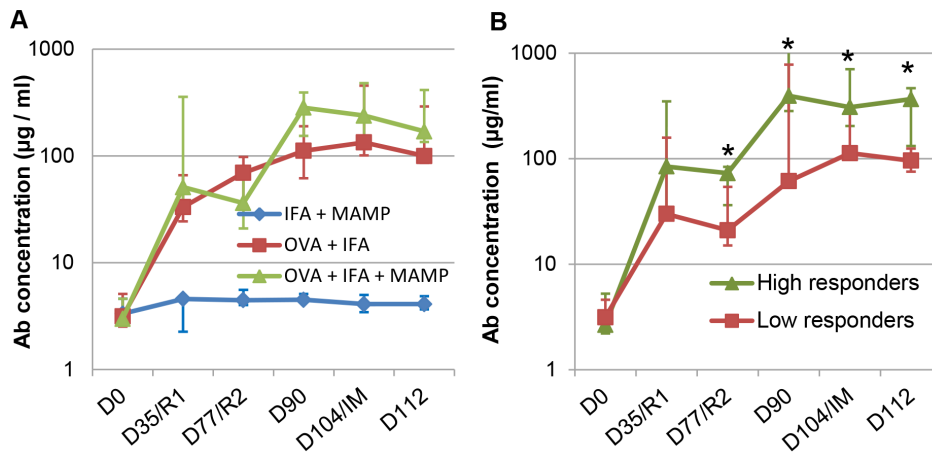 A
Ab concentration (µg / ml)
1000
100
10
1
IFA + MAMP
OVA + IFA
OVA + IFA + MAMP
D0
D35/R1
D77/R2
D90
D104/IM
D112
B
Ab concentration (µg/ml)
1000
100
10
1
*
*
*
*
High responders
Low responders
D0
D35/R1
D77/R2
D90
D104/IM
D112